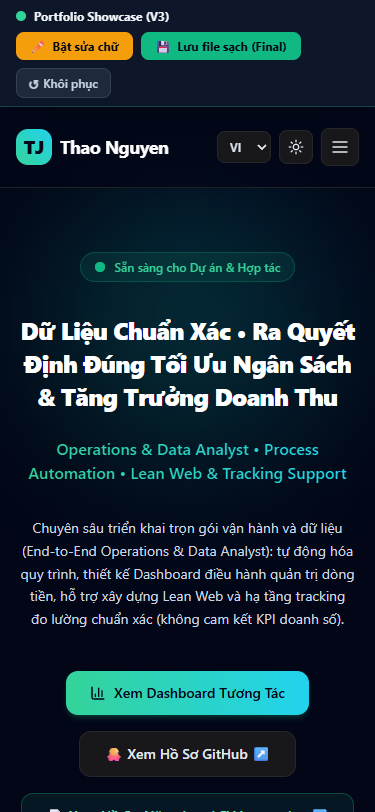 Portfolio Showcase (V3)
Bật sửa chữ
Lưu file sạch (Final)
Khôi phục
TJ Thao Nguyen
VI
Sẵn sàng cho Dự án & Hợp tác
Dữ Liệu Chuẩn Xác • Ra Quyết
Định Đúng Tối Ưu Ngân Sách
& Tăng Trưởng Doanh Thu
Operations & Data Analyst • Process
Automation • Lean Web & Tracking Support
Chuyên sâu triển khai trọn gói vận hành và dữ liệu
(End-to-End Operations & Data Analyst): tự động hóa
quy trình, thiết kế Dashboard điều hành quản trị dòng
tiền, hỗ trợ xây dựng Lean Web và hạ tầng tracking
đo lường chuẩn xác (không cam kết KPI doanh số).
Xem Dashboard Tương Tác
Xem Hồ Sơ GitHub